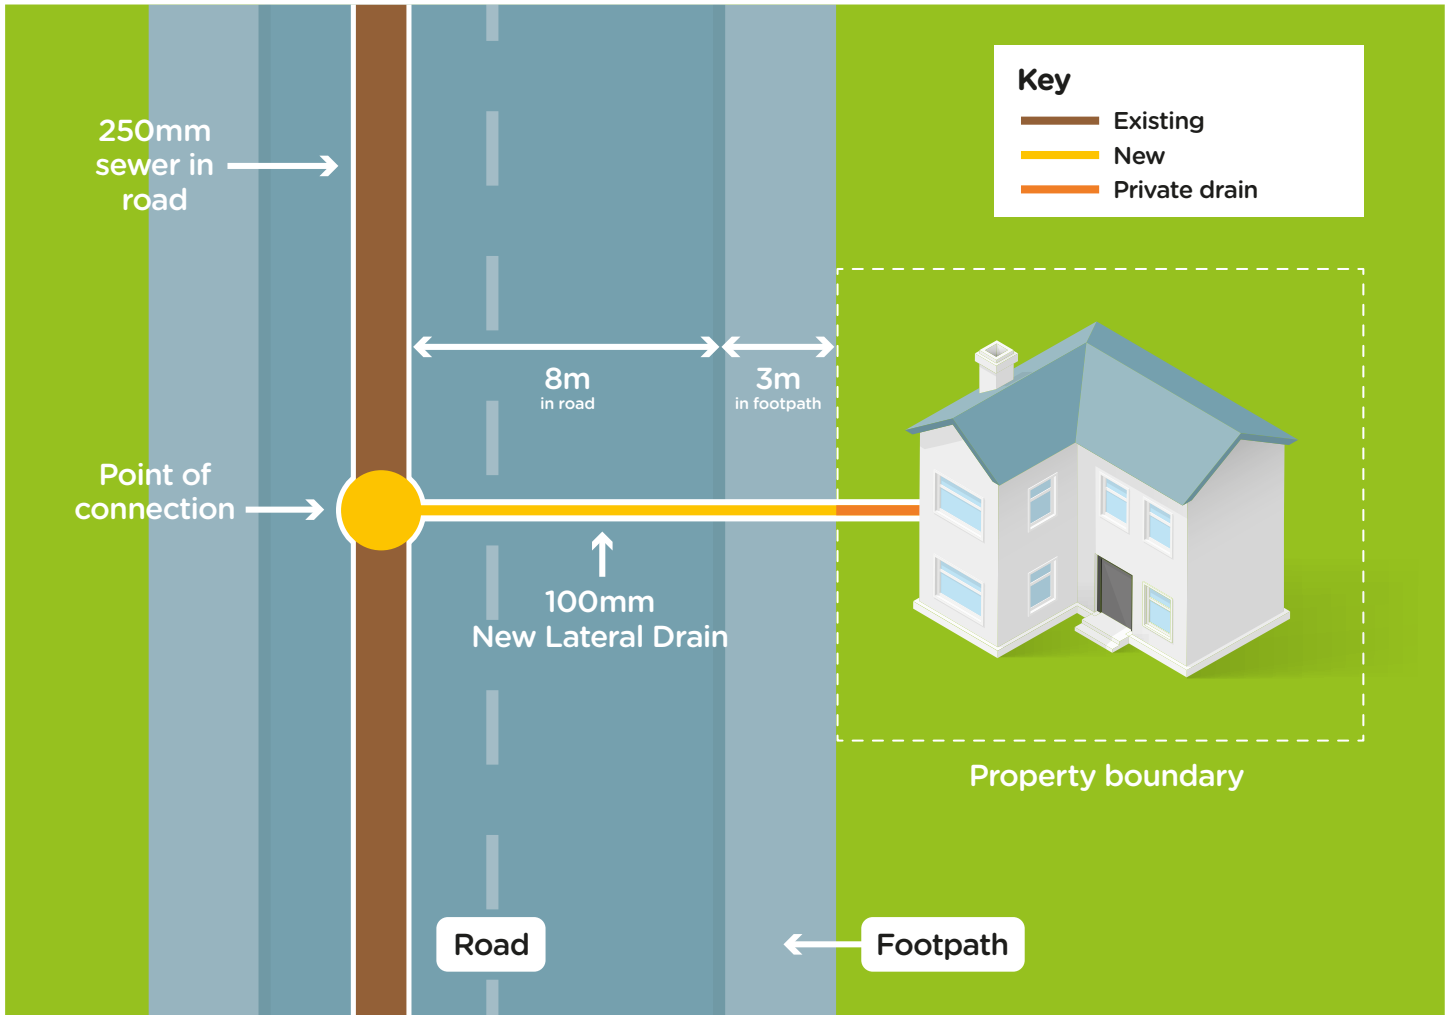 Key
Existing
New
Private drain
250mm
sewer in
road
8m
in road
3m
in footpath
Point of
connection
100mm
New Lateral Drain
Property boundary
Road
Footpath